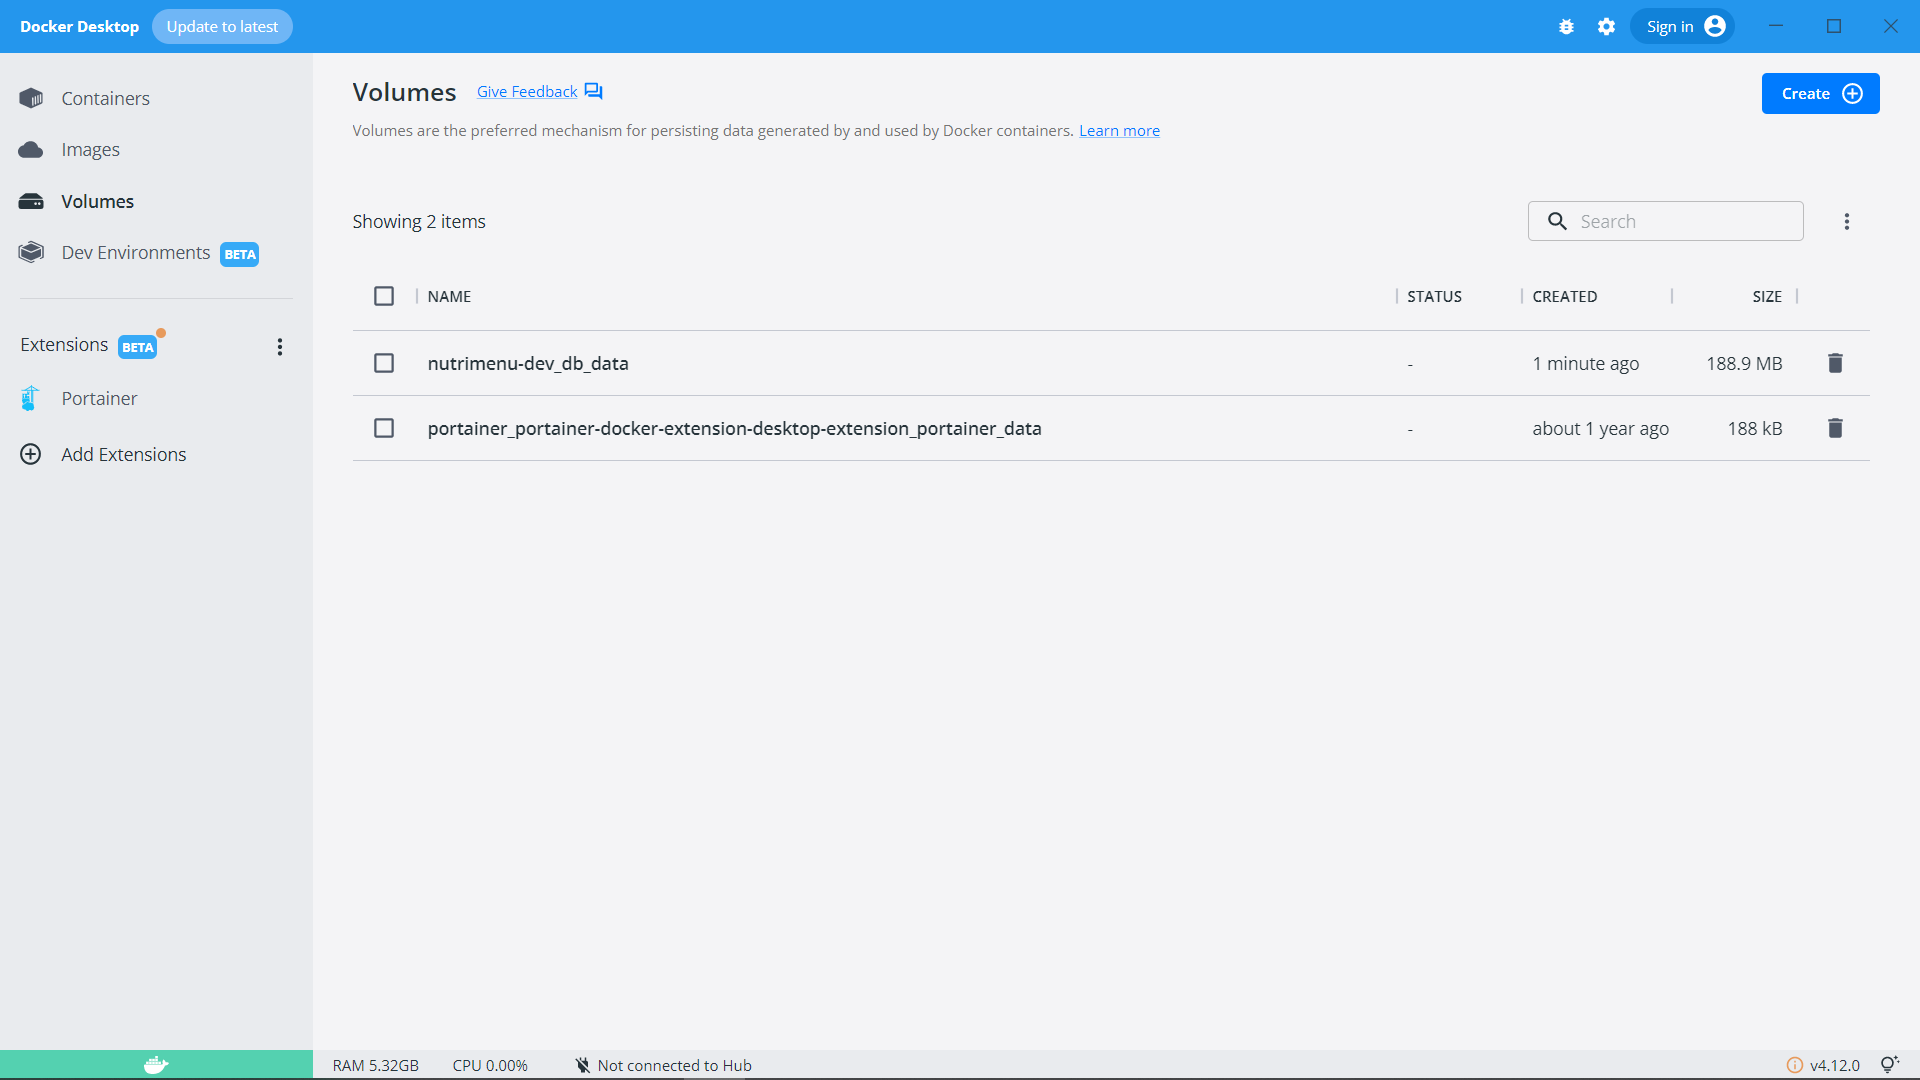 Docker Desktop Update to latest Sign in
Containers
Images
Volumes
Dev Environments BETA
Extensions BETA
Portainer
Add Extensions
Volumes Give Feedback
Create
Volumes are the preferred mechanism for persisting data generated by and used by Docker containers. Learn more
Showing 2 items
Search
NAME STATUS CREATED SIZE
nutrimenu-dev_db_data - 1 minute ago 188.9 MB
portainer_portainer-docker-extension-desktop-extension_portainer_data - about 1 year ago 188 kB
RAM 5.32GB CPU 0.00% Not connected to Hub v4.12.0